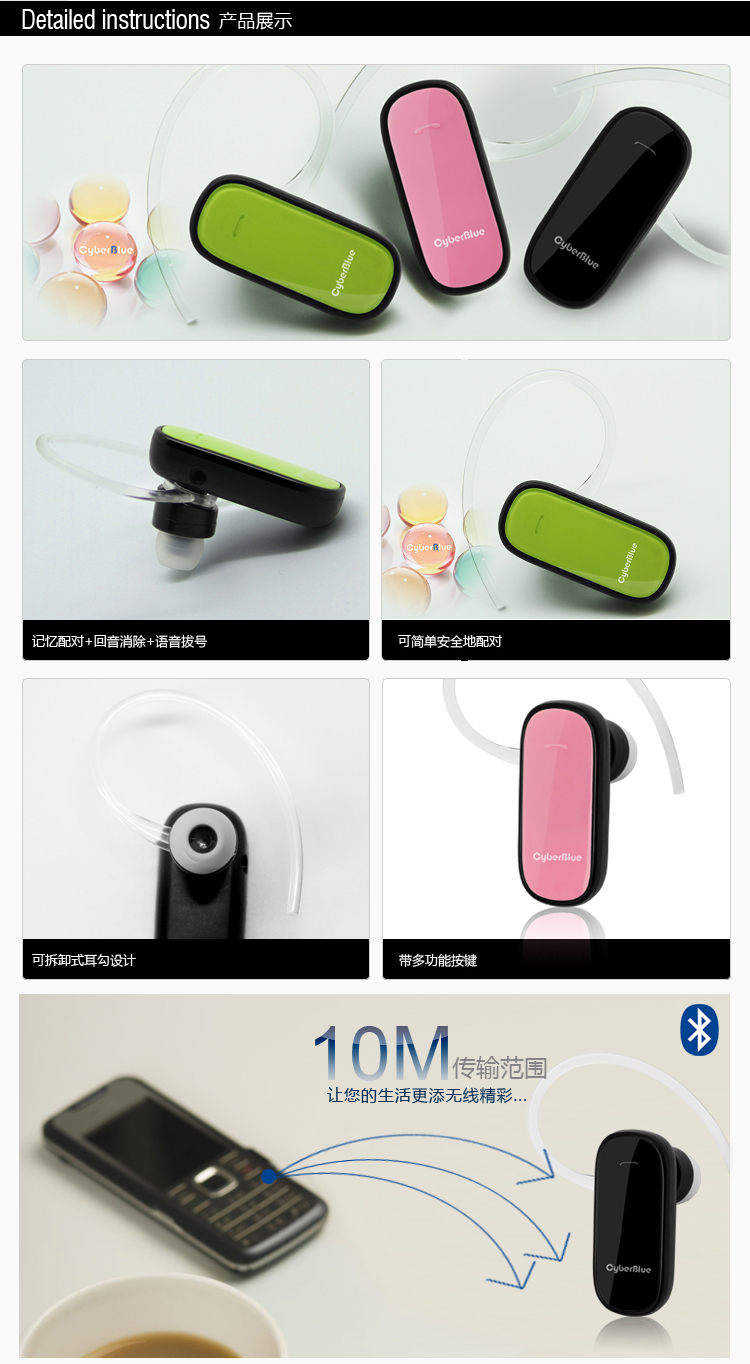 Detailed instructions 产品展示
CyberBlue
CyberBlue
CyberBlue
CyberBlue
CyberBlue
CyberBlue
记忆配对+回音消除+语音拔号
可简单安全地配对
CyberBlue
可拆卸式耳勾设计
带多功能按键
10M传输范围
让您的生活更添无线精彩...
CyberBlue